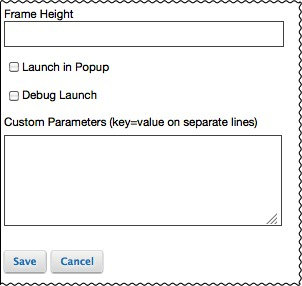 Frame Height
Launch in Popup
Debug Launch
Custom Parameters (key=value on separate lines)
Save Cancel